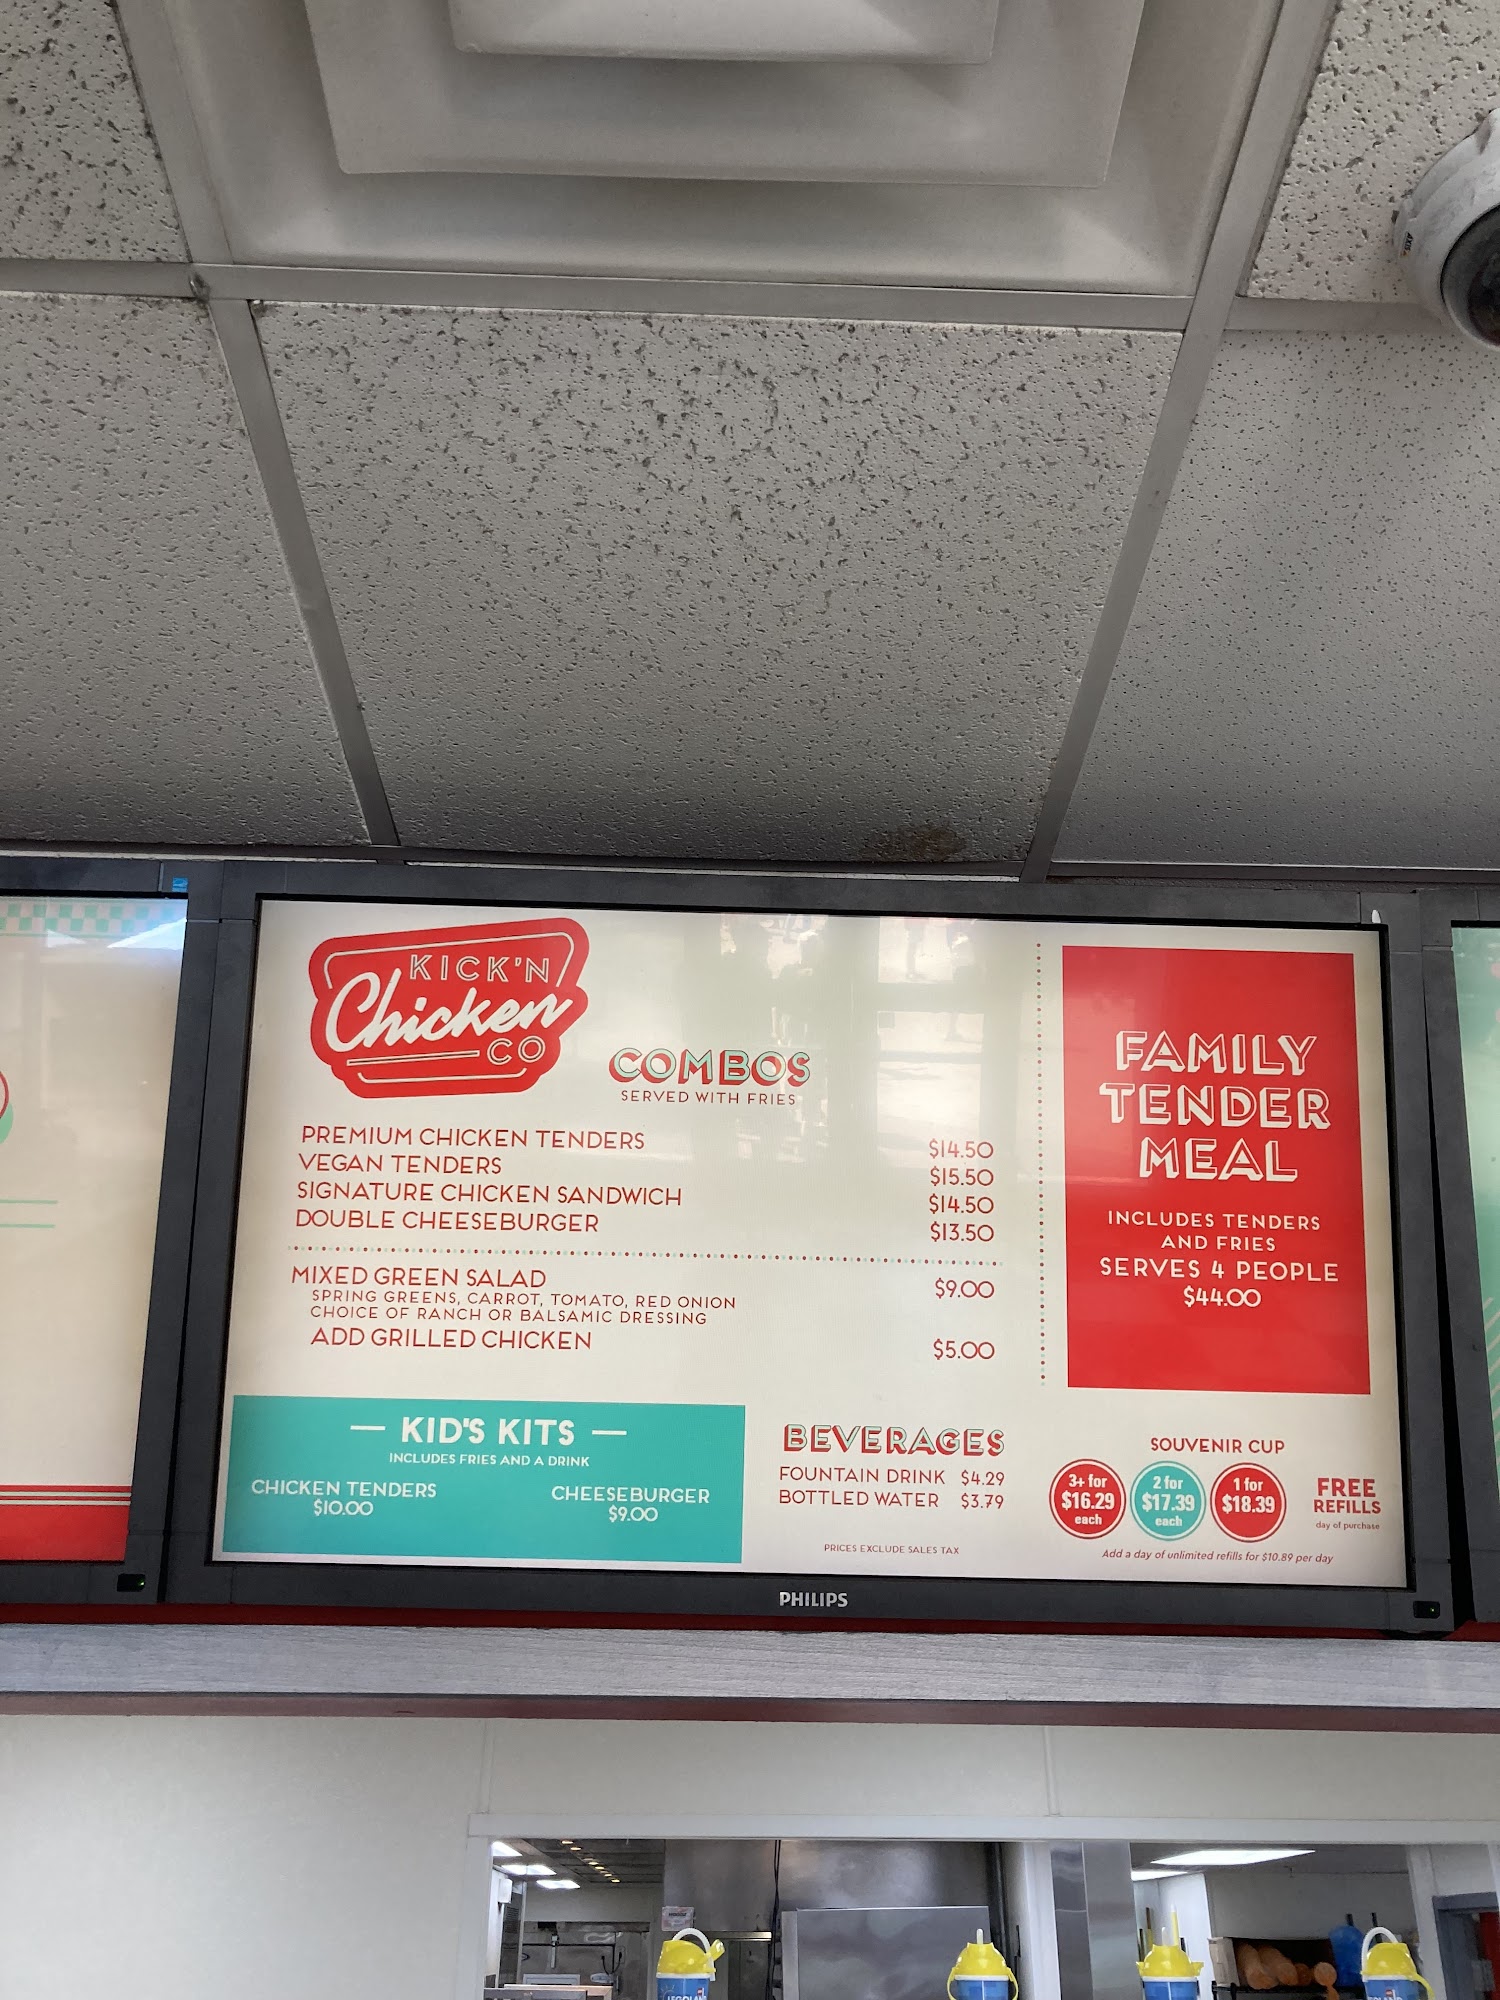 KICK'N
Chicken
CO
COMBOS
SERVED WITH FRIES
PREMIUM CHICKEN TENDERS $14.50
VEGAN TENDERS $15.50
SIGNATURE CHICKEN SANDWICH $14.50
DOUBLE CHEESEBURGER $13.50
MIXED GREEN SALAD $9.00
SPRING GREENS, CARROT, TOMATO, RED ONION
CHOICE OF RANCH OR BALSAMIC DRESSING
ADD GRILLED CHICKEN $5.00
FAMILY
TENDER
MEAL
INCLUDES TENDERS
AND FRIES
SERVES 4 PEOPLE
$44.00
— KID'S KITS —
INCLUDES FRIES AND A DRINK
CHICKEN TENDERS
$10.00
CHEESEBURGER
$9.00
BEVERAGES
FOUNTAIN DRINK $4.29
BOTTLED WATER $3.79
PRICES EXCLUDE SALES TAX
SOUVENIR CUP
3+ for
$16.29
each
2 for
$17.39
each
1 for
$18.39
FREE
REFILLS
day of purchase
Add a day of unlimited refills for $10.89 per day
PHILIPS
AXIS